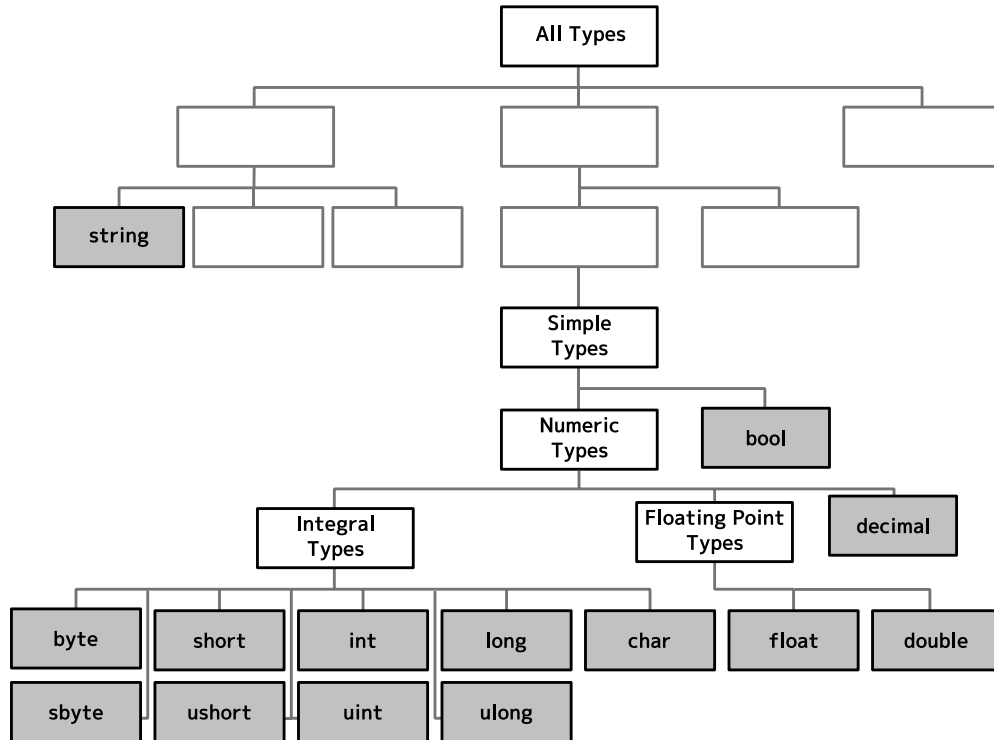 All Types
string
Simple
Types
Numeric
Types
bool
Integral
Types
Floating Point
Types
decimal
byte
short
int
long
char
float
double
sbyte
ushort
uint
ulong